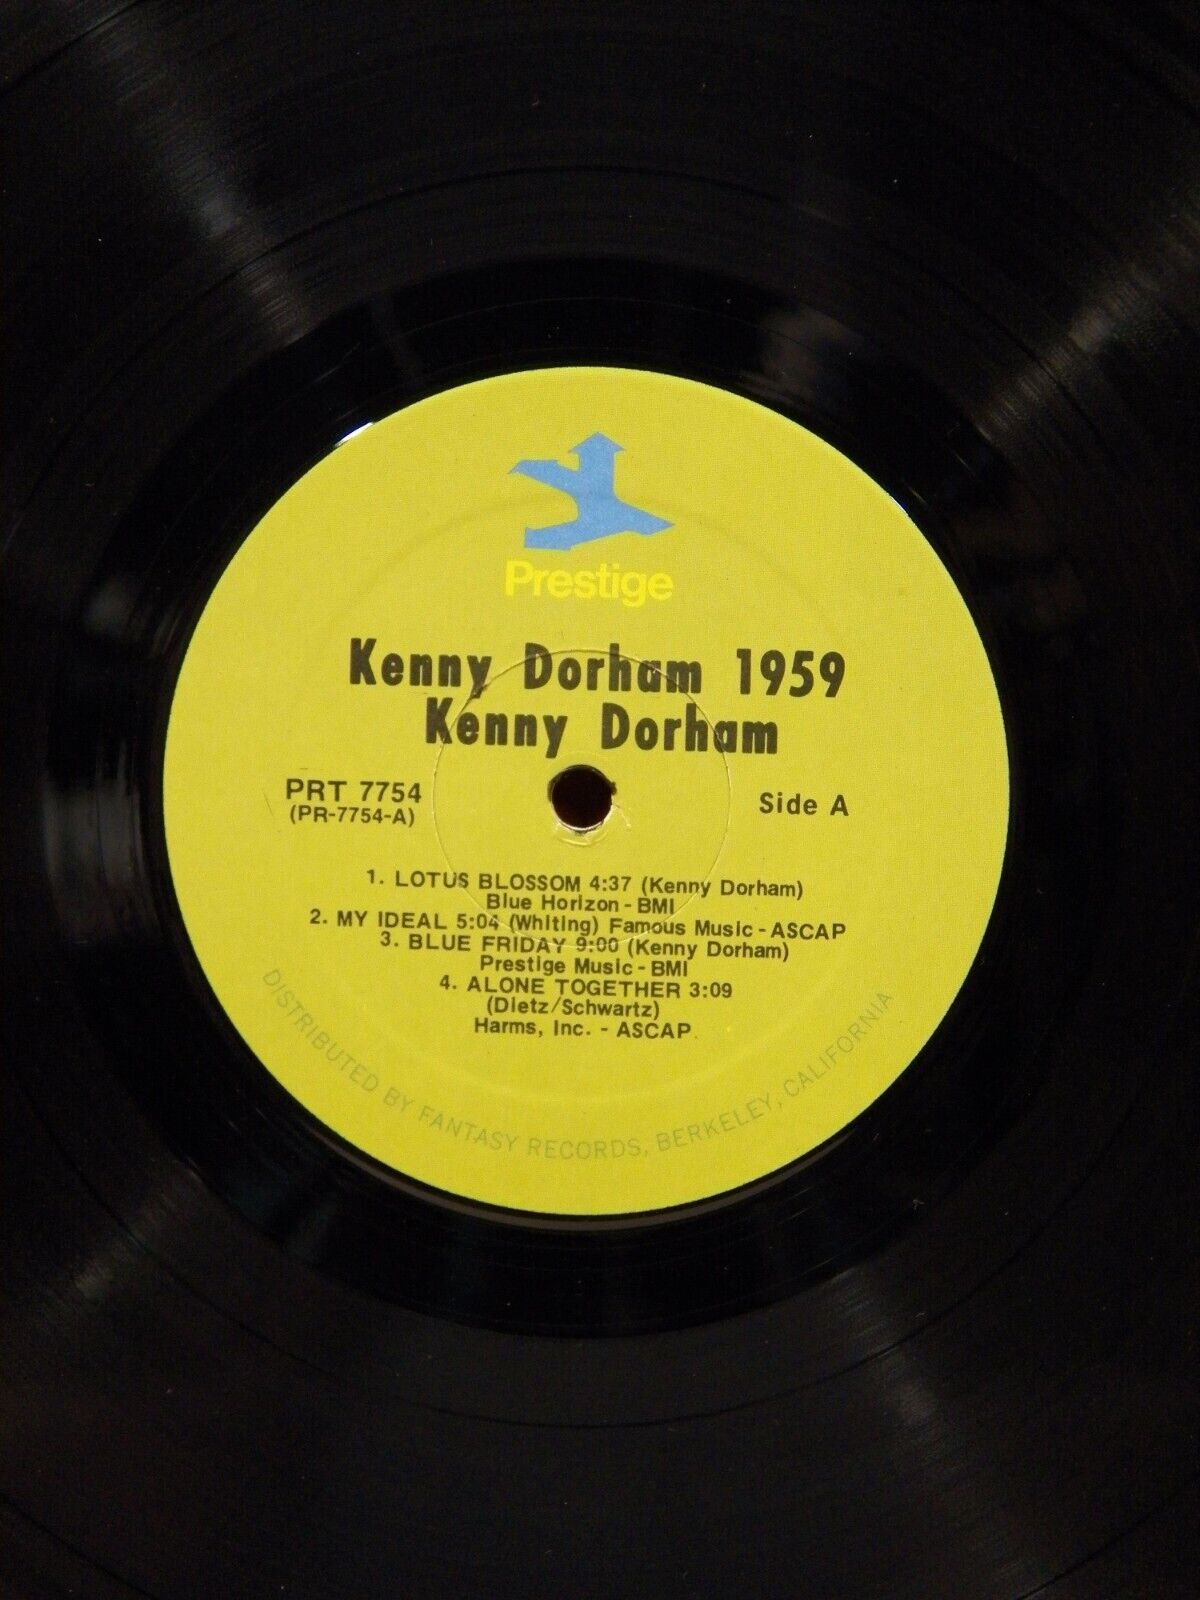 Prestige
Kenny Dorham 1959
Kenny Dorham
PRT 7754
(PR-7754-A)
Side A
1. LOTUS BLOSSOM 4:37 (Kenny Dorham)
Blue Horizon - BMI
2. MY IDEAL 5:04 (Whiting) Famous Music - ASCAP
3. BLUE FRIDAY 9:00 (Kenny Dorham)
Prestige Music - BMI
4. ALONE TOGETHER 3:09
(Dietz/Schwartz)
Harms, Inc. - ASCAP
DISTRIBUTED BY FANTASY RECORDS, BERKELEY, CALIFORNIA